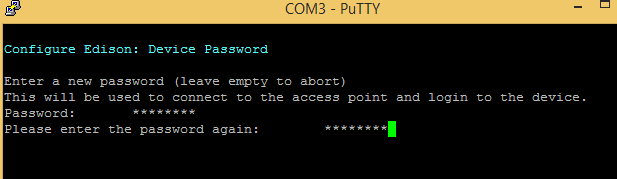 COM3 - PuTTY
Configure Edison: Device Password
Enter a new password (leave empty to abort)
This will be used to connect to the access point and login to the device.
Password: ********
Please enter the password again: ********